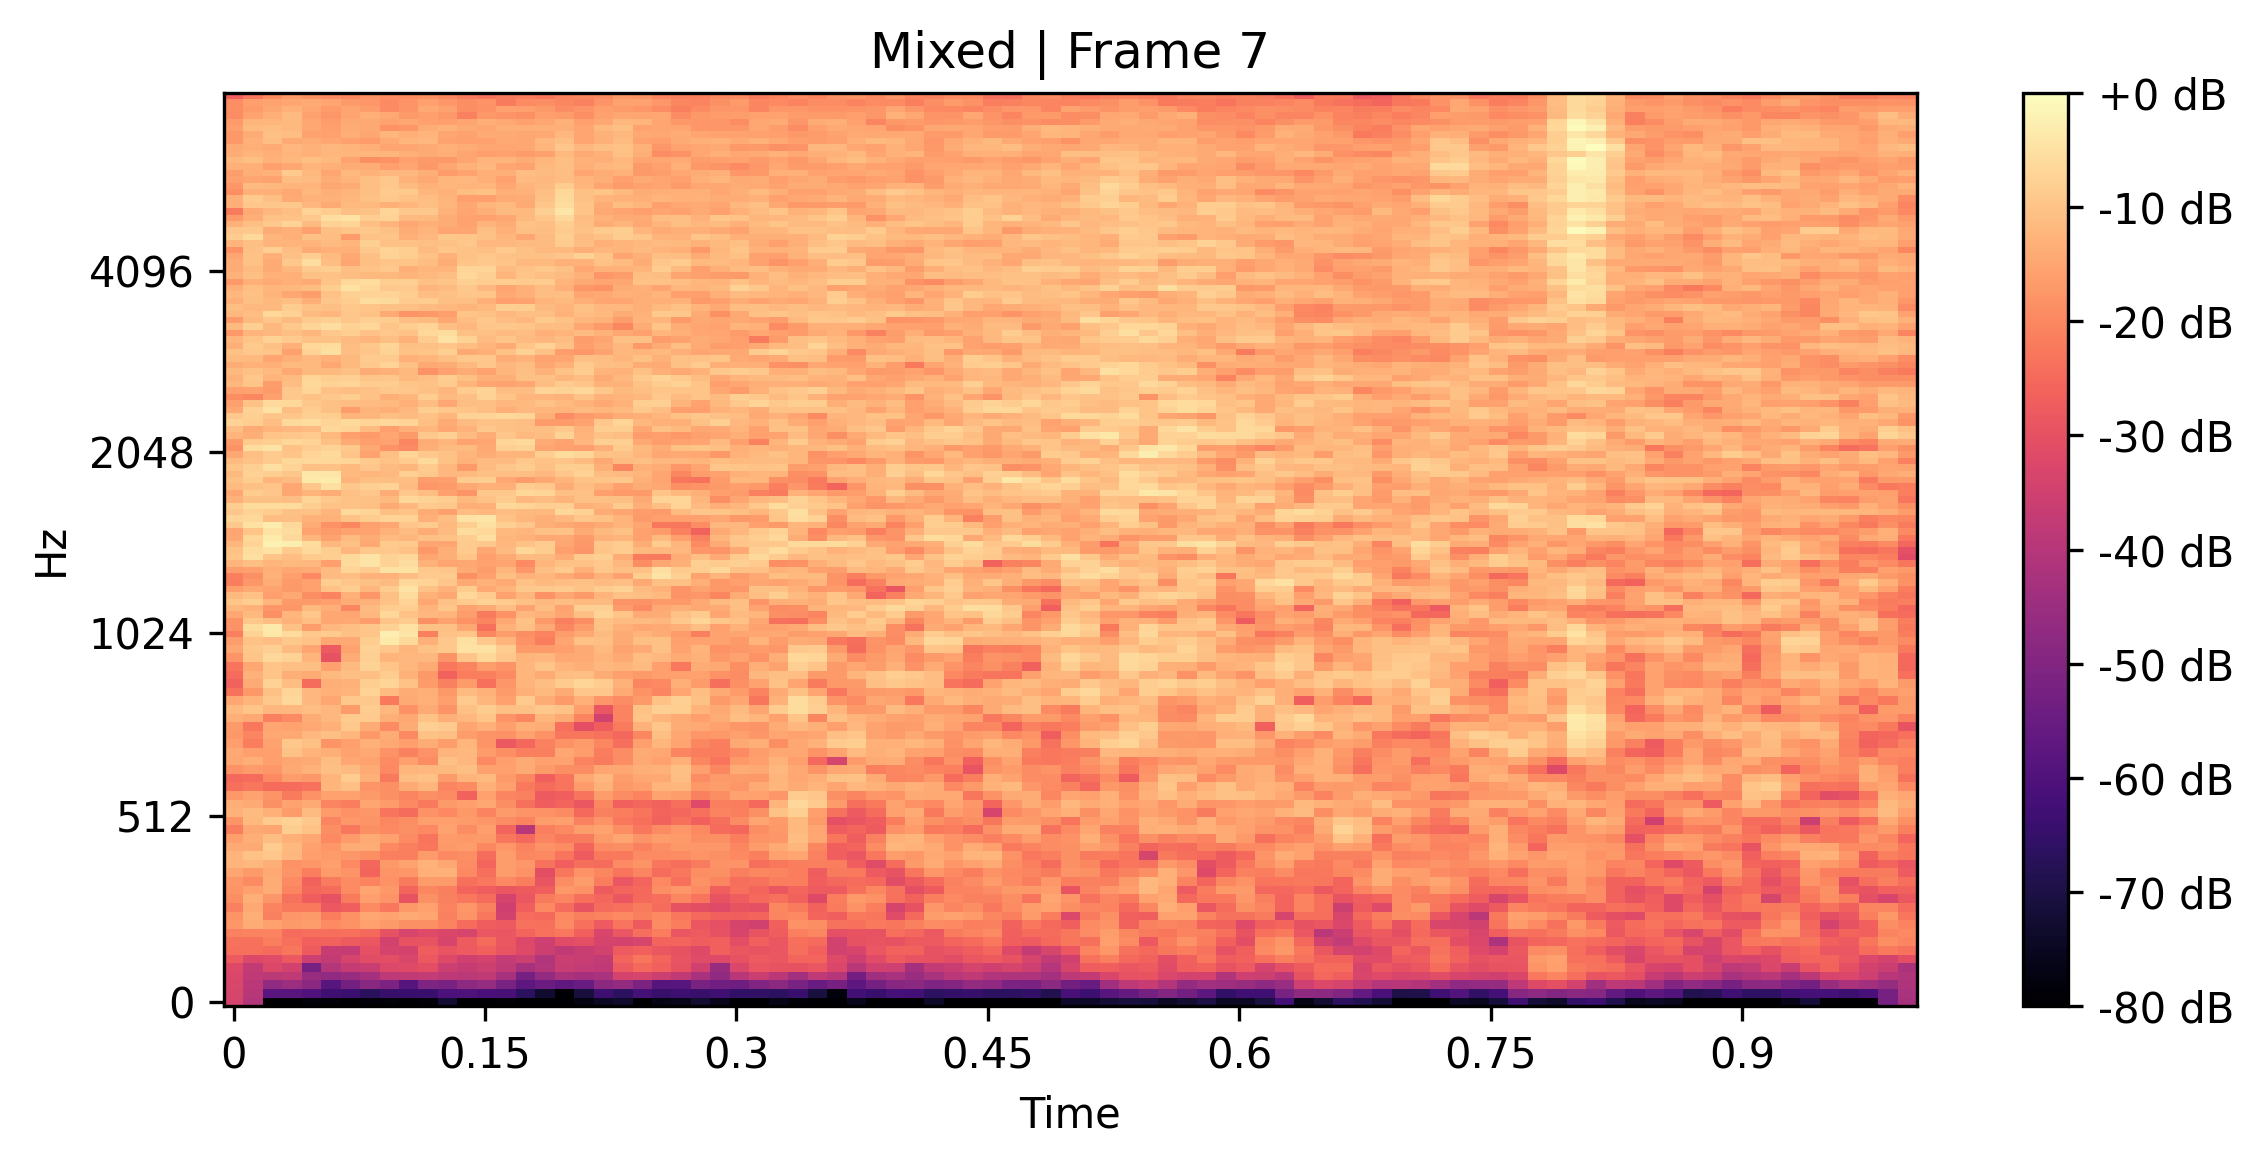 Mixed | Frame 7
Hz
4096
2048
1024
512
0
0 0.15 0.3 0.45 0.6 0.75 0.9
Time
+0 dB
-10 dB
-20 dB
-30 dB
-40 dB
-50 dB
-60 dB
-70 dB
-80 dB